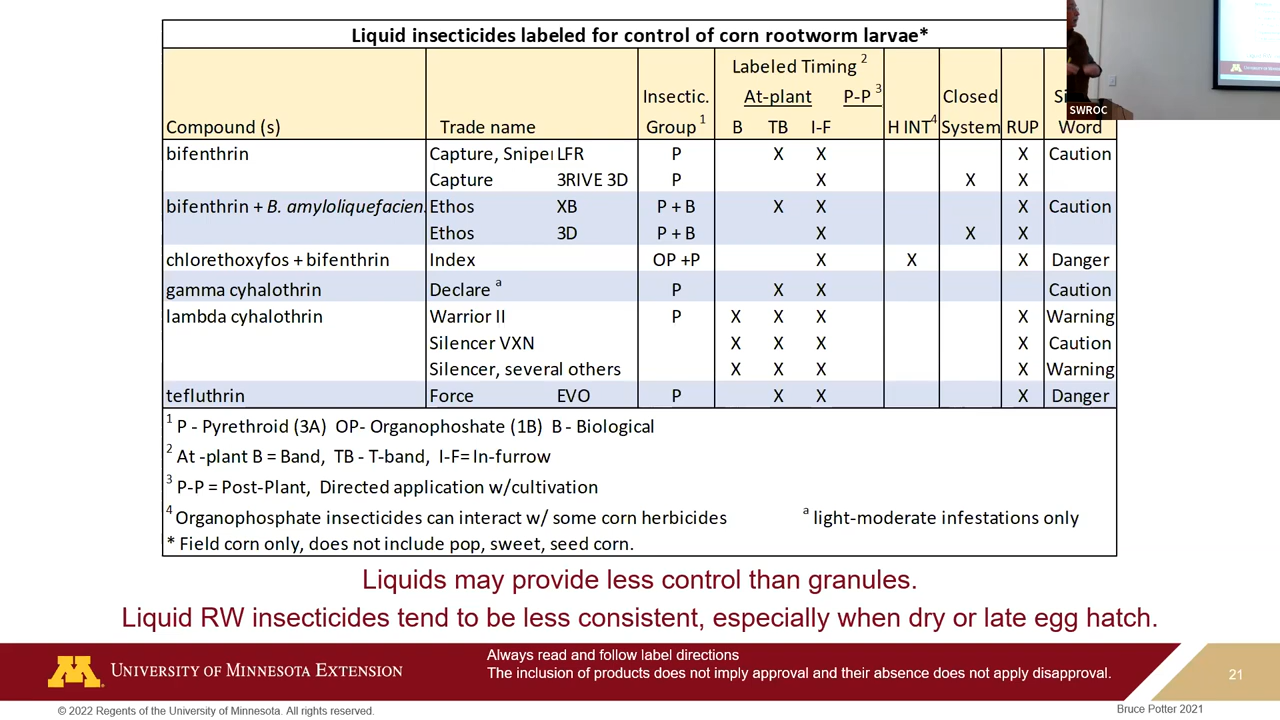 Liquid insecticides labeled for control of corn rootworm larvae*
Labeled Timing 2
Insectic. At-plant P-P 3 Closed
Compound (s) Trade name Group 1 B TB I-F H INT4 System RUP Word
bifenthrin Capture, Sniper LFR P X X X Caution
Capture 3RIVE 3D P X X X
bifenthrin + B. amyloliquefacien. Ethos XB P + B X X X Caution
Ethos 3D P + B X X X
chlorethoxyfos + bifenthrin Index OP +P X X X Danger
gamma cyhalothrin Declare a P X X Caution
lambda cyhalothrin Warrior II P X X X X Warning
Silencer VXN X X X X Caution
Silencer, several others X X X X Warning
tefluthrin Force EVO P X X X Danger
1 P - Pyrethroid (3A) OP- Organophoshate (1B) B - Biological
2 At -plant B = Band, TB - T-band, I-F= In-furrow
3 P-P = Post-Plant, Directed application w/cultivation
4 Organophosphate insecticides can interact w/ some corn herbicides a light-moderate infestations only
* Field corn only, does not include pop, sweet, seed corn.
Liquids may provide less control than granules.
Liquid RW insecticides tend to be less consistent, especially when dry or late egg hatch.
UNIVERSITY OF MINNESOTA EXTENSION
Always read and follow label directions
The inclusion of products does not imply approval and their absence does not apply disapproval.
21
© 2022 Regents of the University of Minnesota. All rights reserved.
Bruce Potter 2021
SWROC